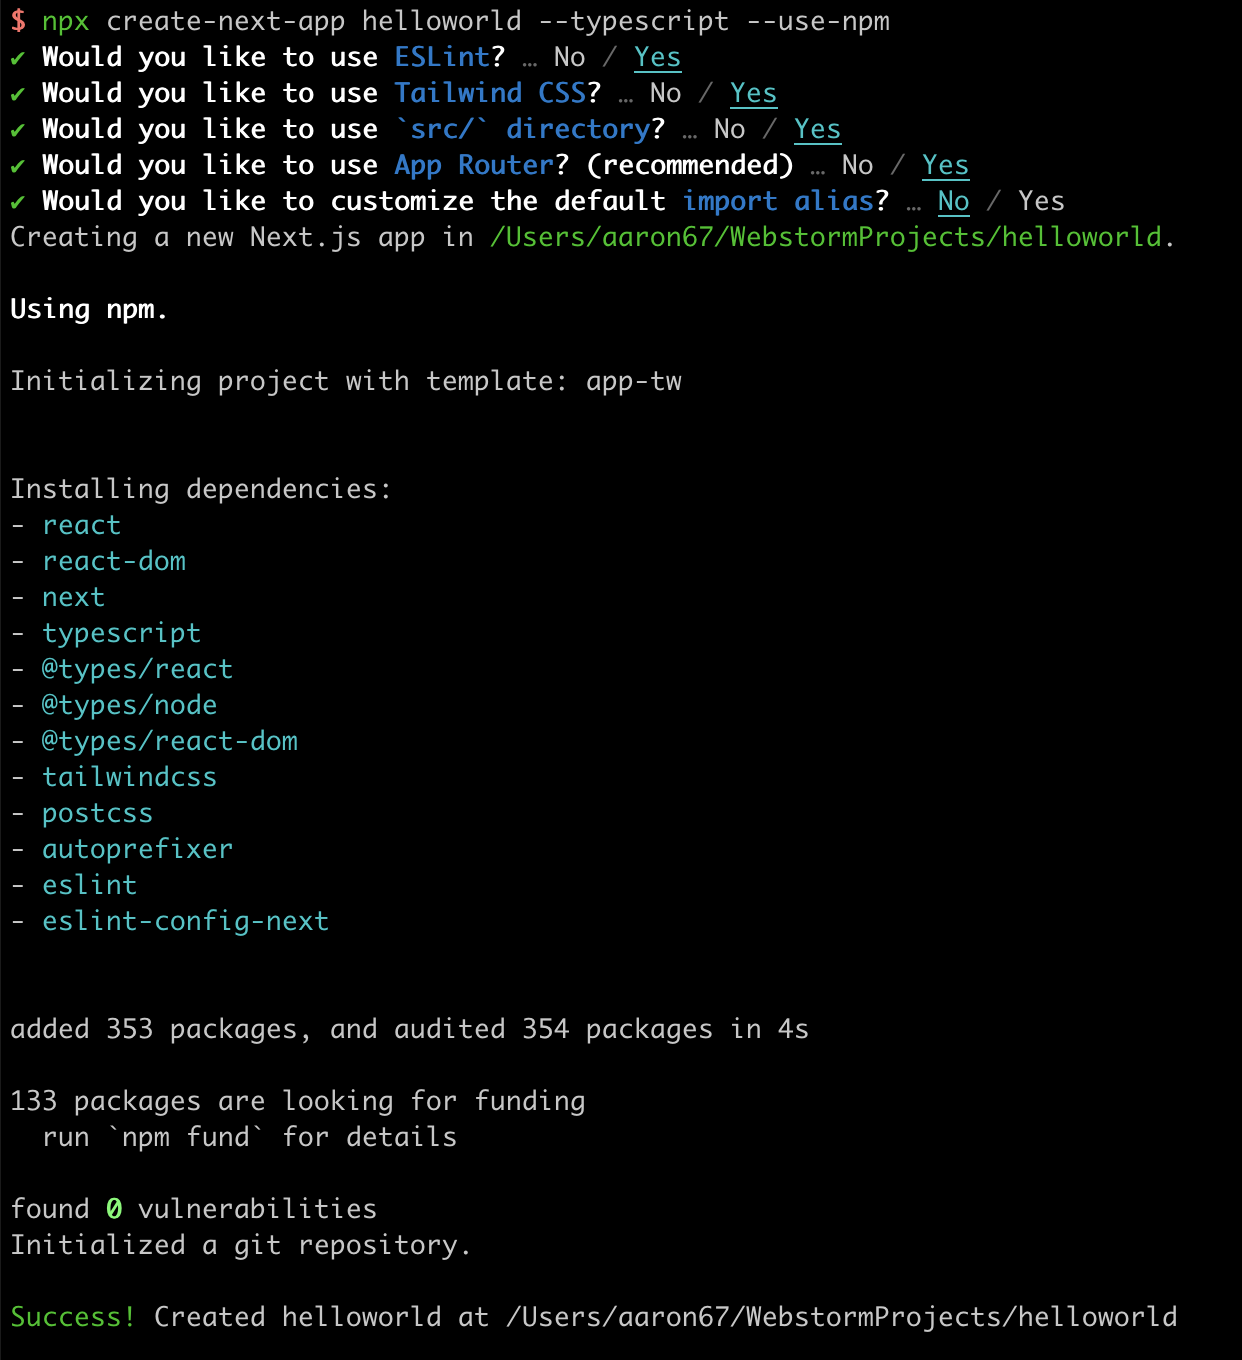 $ npx create-next-app helloworld --typescript --use-npm
✔ Would you like to use ESLint? … No / Yes
✔ Would you like to use Tailwind CSS? … No / Yes
✔ Would you like to use `src/` directory? … No / Yes
✔ Would you like to use App Router? (recommended) … No / Yes
✔ Would you like to customize the default import alias? … No / Yes
Creating a new Next.js app in /Users/aaron67/WebstormProjects/helloworld.
Using npm.
Initializing project with template: app-tw
Installing dependencies:
- react
- react-dom
- next
- typescript
- @types/react
- @types/node
- @types/react-dom
- tailwindcss
- postcss
- autoprefixer
- eslint
- eslint-config-next
added 353 packages, and audited 354 packages in 4s
133 packages are looking for funding
  run `npm fund` for details
found 0 vulnerabilities
Initialized a git repository.
Success! Created helloworld at /Users/aaron67/WebstormProjects/helloworld